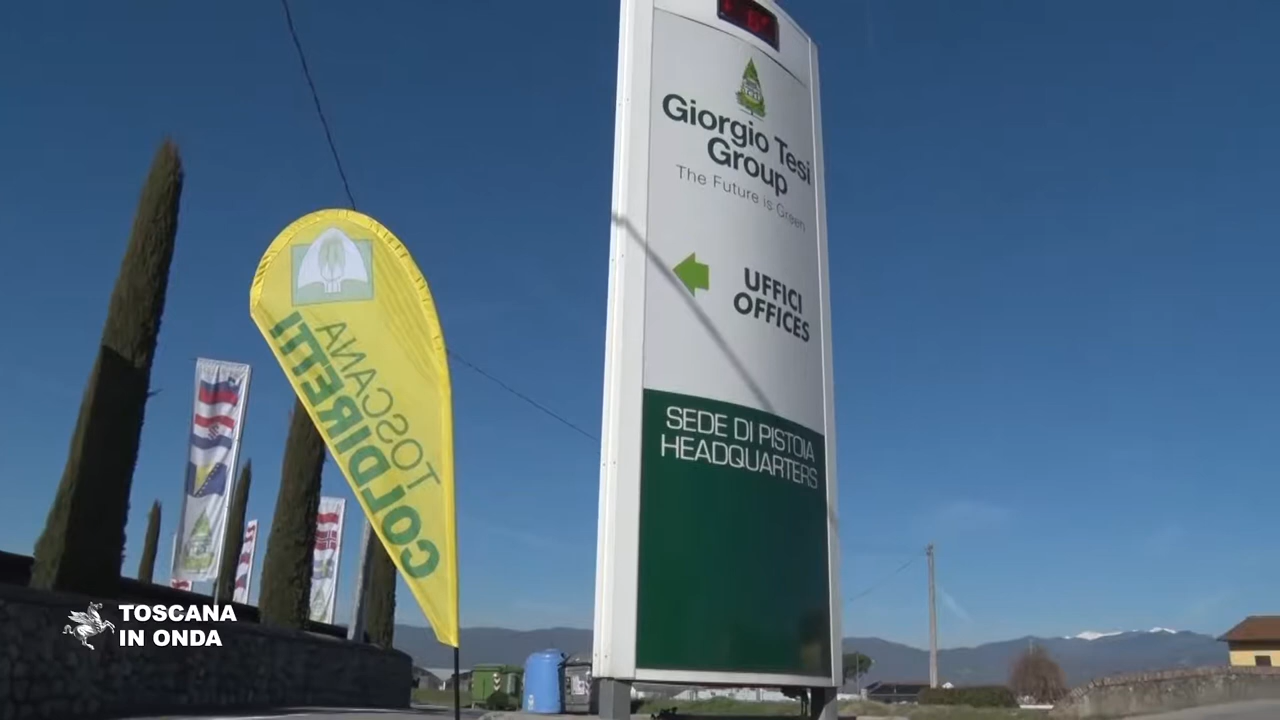 Giorgio Tesi
Group
The Future is Green
UFFICI
OFFICES
SEDE DI PISTOIA
HEADQUARTERS
TOSCANA
COLDIRETTI
TOSCANA
IN ONDA